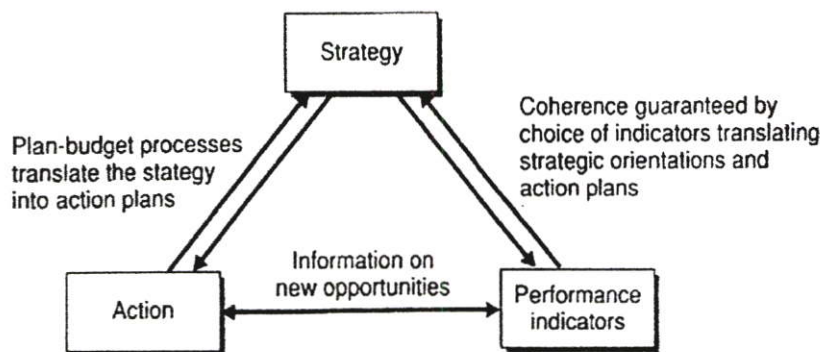 Strategy
Plan-budget processes
translate the stategy
into action plans
Coherence guaranteed by
choice of indicators translating
strategic orientations and
action plans
Information on
new opportunities
Action
Performance
indicators